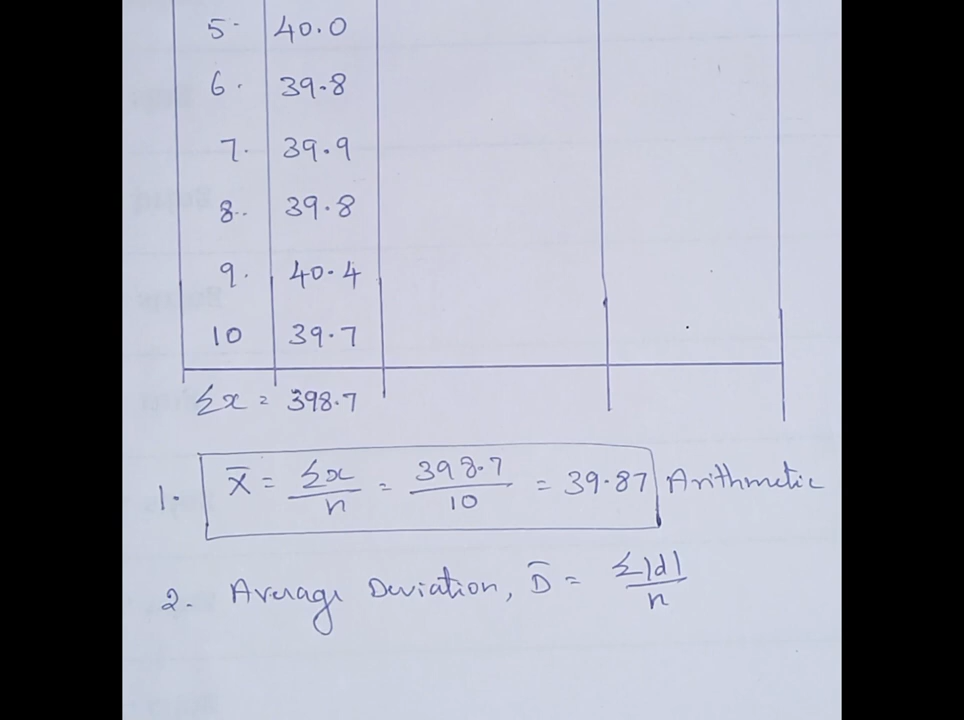 5. 40.0
6. 39.8
7. 39.9
8. 39.8
9. 40.4
10 39.7
Σx = 398.7
1. X̄ = Σx/n = 398.7/10 = 39.87 Arithmetic
2. Average Deviation, D̄ = Σ|d|/n